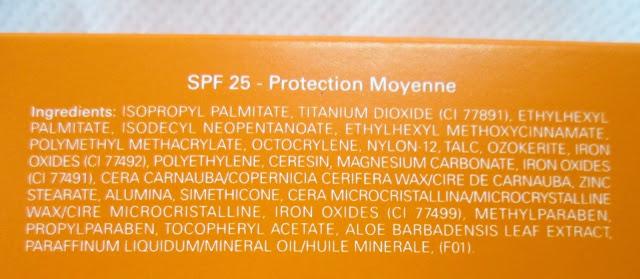 SPF 25 - Protection Moyenne
Ingredients: ISOPROPYL PALMITATE, TITANIUM DIOXIDE (CI 77891), ETHYLHEXYL
PALMITATE, ISODECYL NEOPENTANOATE, ETHYLHEXYL METHOXYCINNAMATE,
POLYMETHYL METHACRYLATE, OCTOCRYLENE, NYLON-12, TALC, OZOKERITE, IRON
OXIDES (CI 77492), POLYETHYLENE, CERESIN, MAGNESIUM CARBONATE, IRON OXIDES
(CI 77491), CERA CARNAUBA/COPERNICIA CERIFERA WAX/CIRE DE CARNAUBA, ZINC
STEARATE, ALUMINA, SIMETHICONE, CERA MICROCRISTALLINA/MICROCRYSTALLINE
WAX/CIRE MICROCRISTALLINE, IRON OXIDES (CI 77499), METHYLPARABEN,
PROPYLPARABEN, TOCOPHERYL ACETATE, ALOE BARBADENSIS LEAF EXTRACT,
PARAFFINUM LIQUIDUM/MINERAL OIL/HUILE MINERALE, (F01).